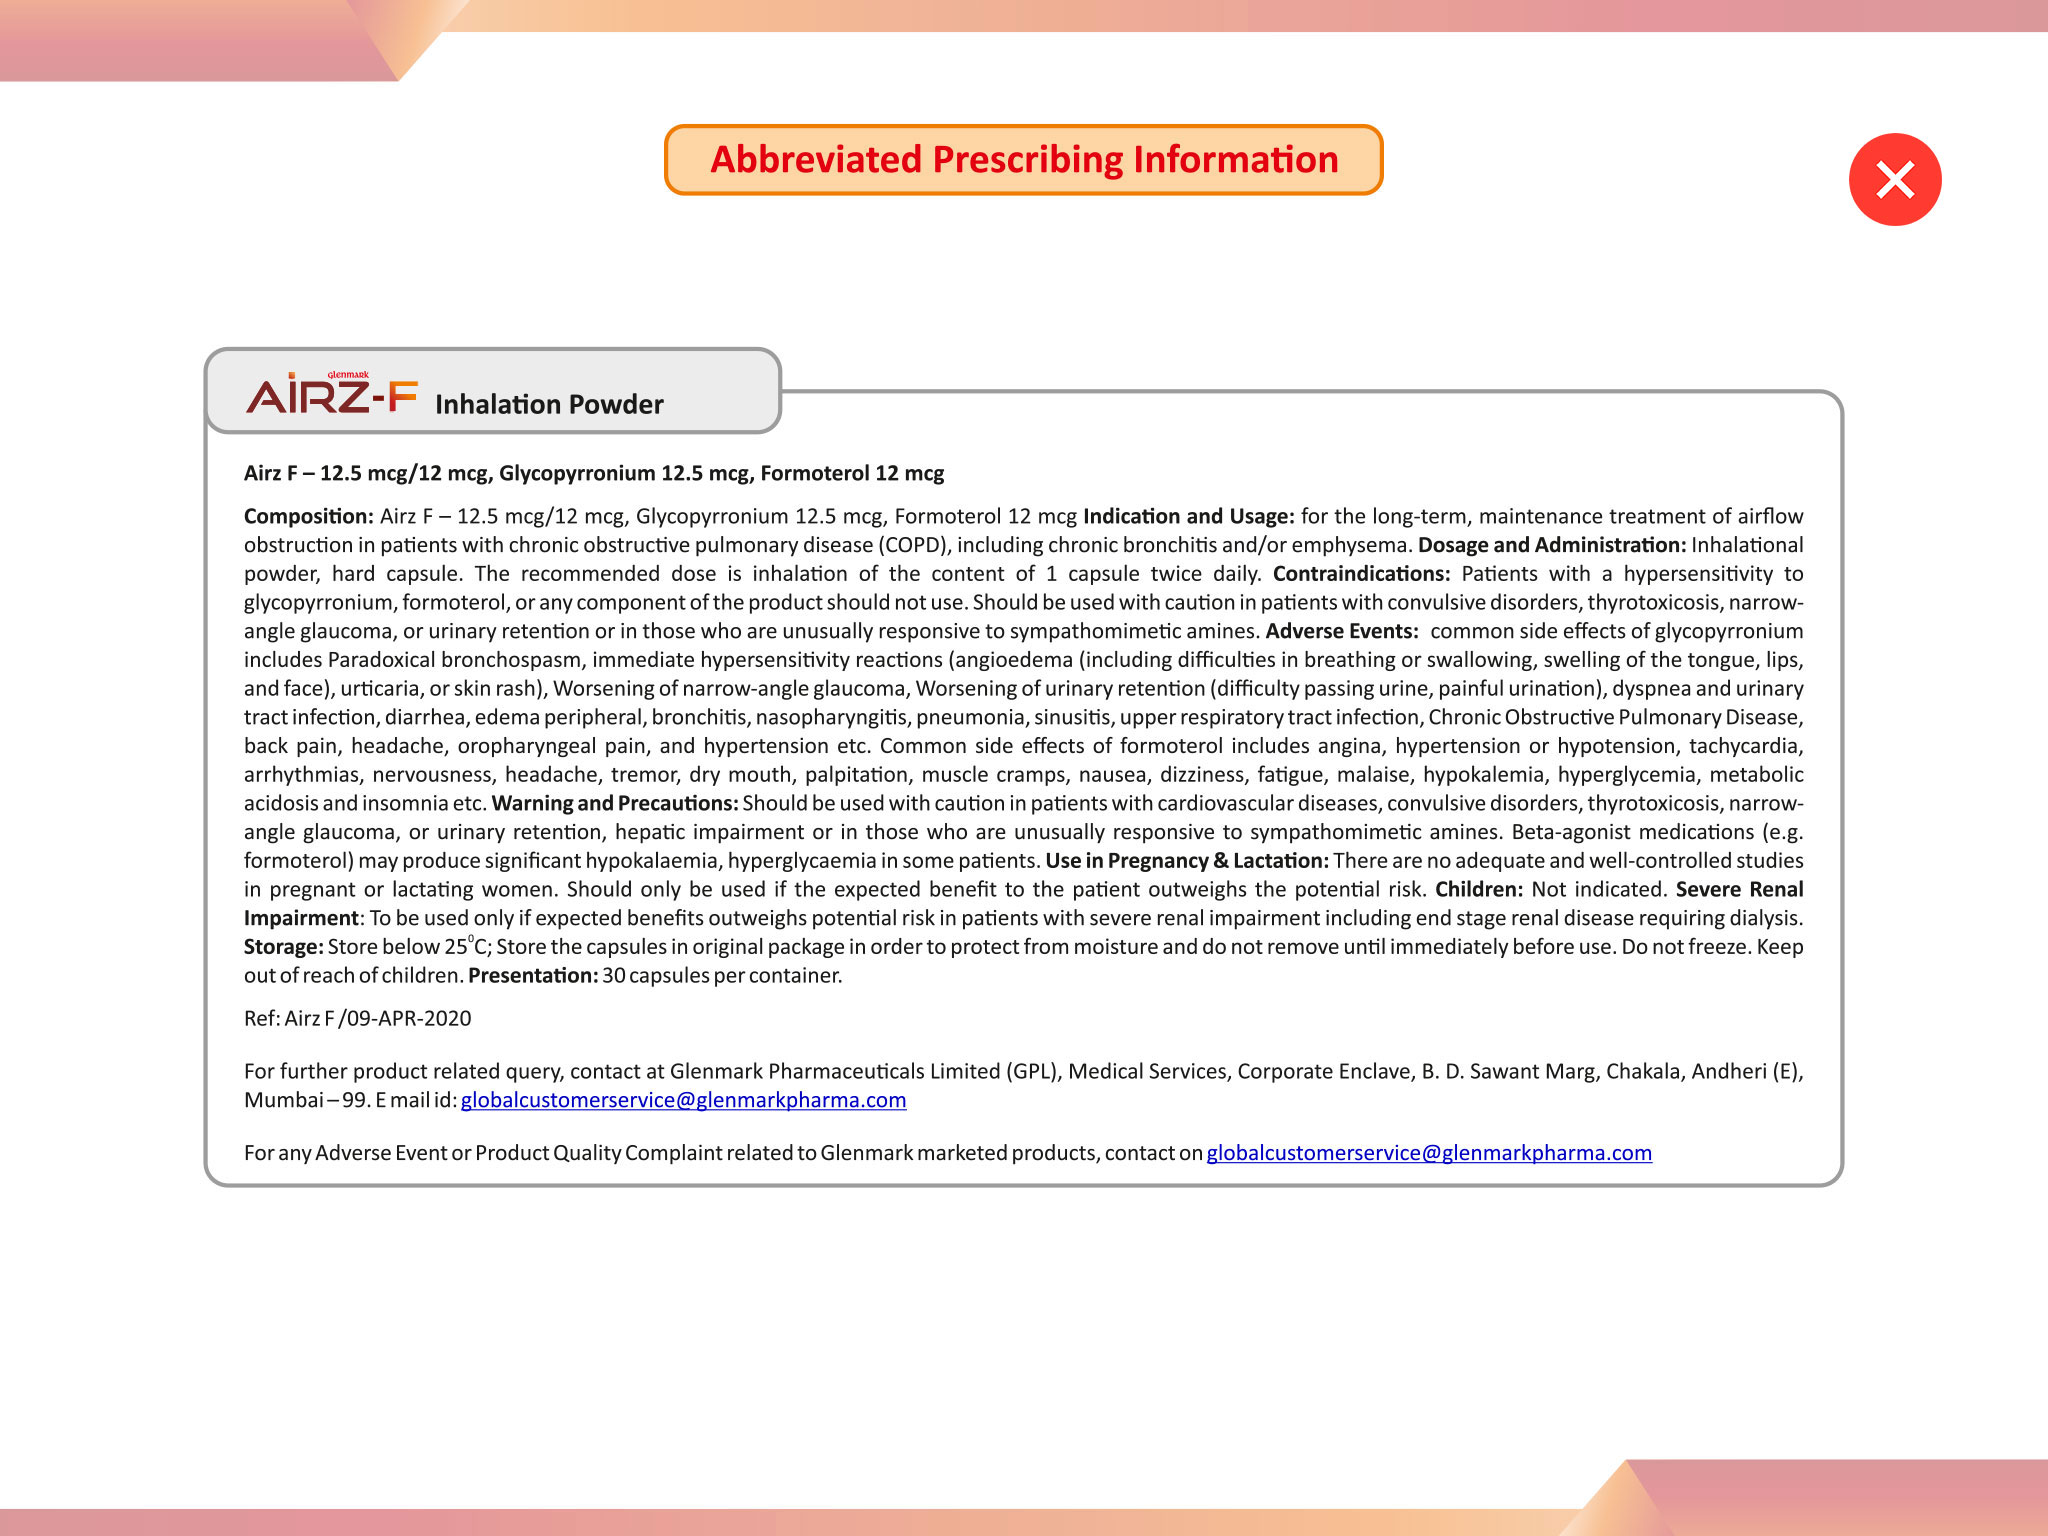 Abbreviated Prescribing Information
Glenmark
AiRZ-F Inhalation Powder
Airz F – 12.5 mcg/12 mcg, Glycopyrronium 12.5 mcg, Formoterol 12 mcg
Composition: Airz F – 12.5 mcg/12 mcg, Glycopyrronium 12.5 mcg, Formoterol 12 mcg Indication and Usage: for the long-term, maintenance treatment of airflow
obstruction in patients with chronic obstructive pulmonary disease (COPD), including chronic bronchitis and/or emphysema. Dosage and Administration: Inhalational
powder, hard capsule. The recommended dose is inhalation of the content of 1 capsule twice daily. Contraindications: Patients with a hypersensitivity to
glycopyrronium, formoterol, or any component of the product should not use. Should be used with caution in patients with convulsive disorders, thyrotoxicosis, narrow-
angle glaucoma, or urinary retention or in those who are unusually responsive to sympathomimetic amines. Adverse Events: common side effects of glycopyrronium
includes Paradoxical bronchospasm, immediate hypersensitivity reactions (angioedema (including difficulties in breathing or swallowing, swelling of the tongue, lips,
and face), urticaria, or skin rash), Worsening of narrow-angle glaucoma, Worsening of urinary retention (difficulty passing urine, painful urination), dyspnea and urinary
tract infection, diarrhea, edema peripheral, bronchitis, nasopharyngitis, pneumonia, sinusitis, upper respiratory tract infection, Chronic Obstructive Pulmonary Disease,
back pain, headache, oropharyngeal pain, and hypertension etc. Common side effects of formoterol includes angina, hypertension or hypotension, tachycardia,
arrhythmias, nervousness, headache, tremor, dry mouth, palpitation, muscle cramps, nausea, dizziness, fatigue, malaise, hypokalemia, hyperglycemia, metabolic
acidosis and insomnia etc. Warning and Precautions: Should be used with caution in patients with cardiovascular diseases, convulsive disorders, thyrotoxicosis, narrow-
angle glaucoma, or urinary retention, hepatic impairment or in those who are unusually responsive to sympathomimetic amines. Beta-agonist medications (e.g.
formoterol) may produce significant hypokalaemia, hyperglycaemia in some patients. Use in Pregnancy & Lactation: There are no adequate and well-controlled studies
in pregnant or lactating women. Should only be used if the expected benefit to the patient outweighs the potential risk. Children: Not indicated. Severe Renal
Impairment: To be used only if expected benefits outweighs potential risk in patients with severe renal impairment including end stage renal disease requiring dialysis.
Storage: Store below 25⁰C; Store the capsules in original package in order to protect from moisture and do not remove until immediately before use. Do not freeze. Keep
out of reach of children. Presentation: 30 capsules per container.
Ref: Airz F /09-APR-2020
For further product related query, contact at Glenmark Pharmaceuticals Limited (GPL), Medical Services, Corporate Enclave, B. D. Sawant Marg, Chakala, Andheri (E),
Mumbai – 99. E mail id: globalcustomerservice@glenmarkpharma.com
For any Adverse Event or Product Quality Complaint related to Glenmark marketed products, contact on globalcustomerservice@glenmarkpharma.com